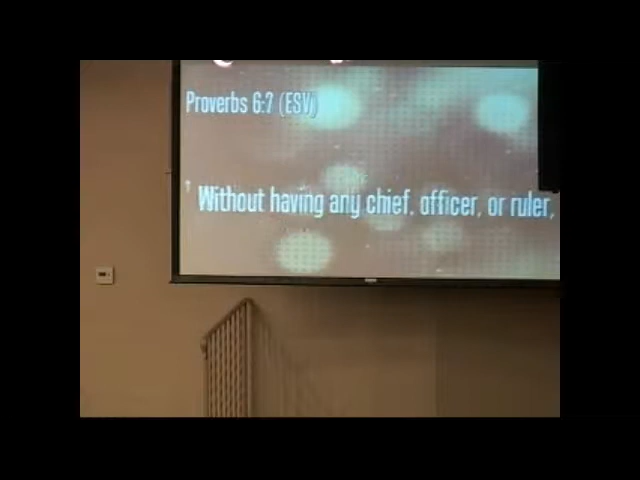 Proverbs 6:7 (ESV)
Without having any chief, officer, or ruler,